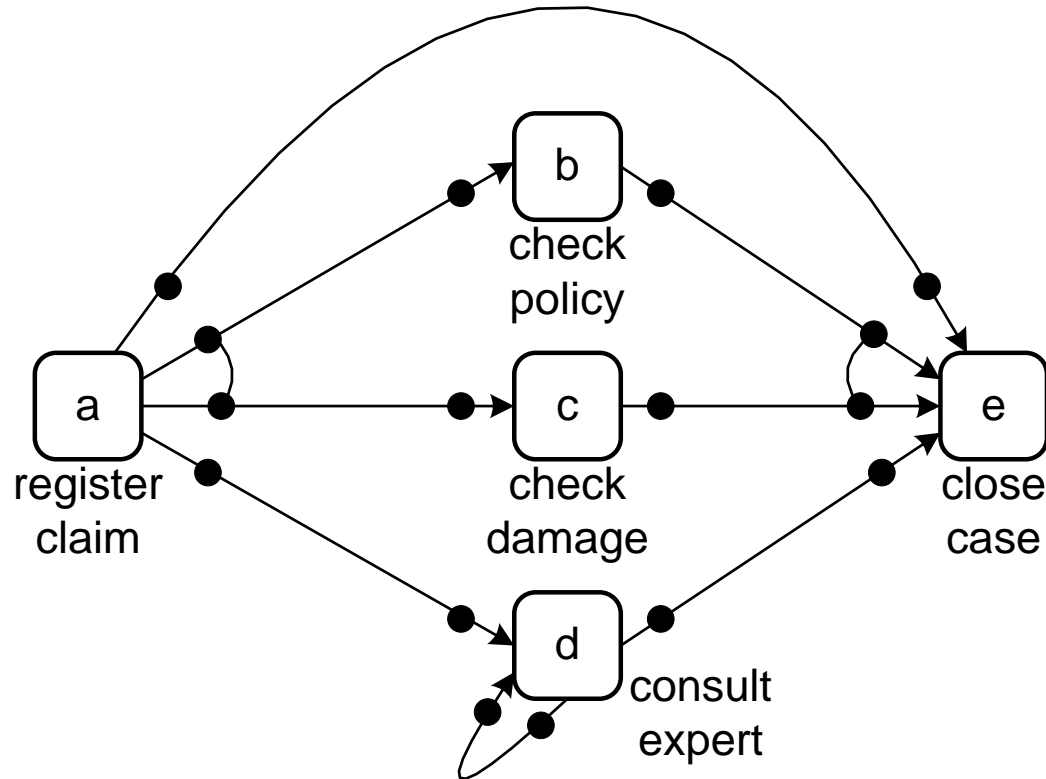 b
check
policy
a
register
claim
c
check
damage
e
close
case
d
consult
expert